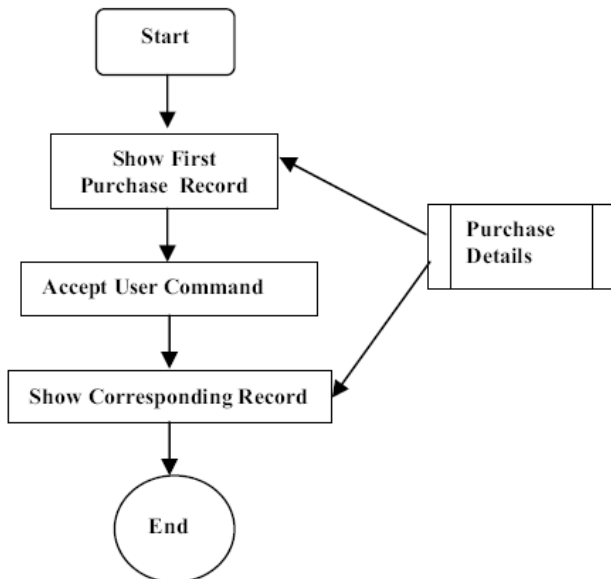 Start
Show First
Purchase Record
Purchase
Details
Accept User Command
Show Corresponding Record
End